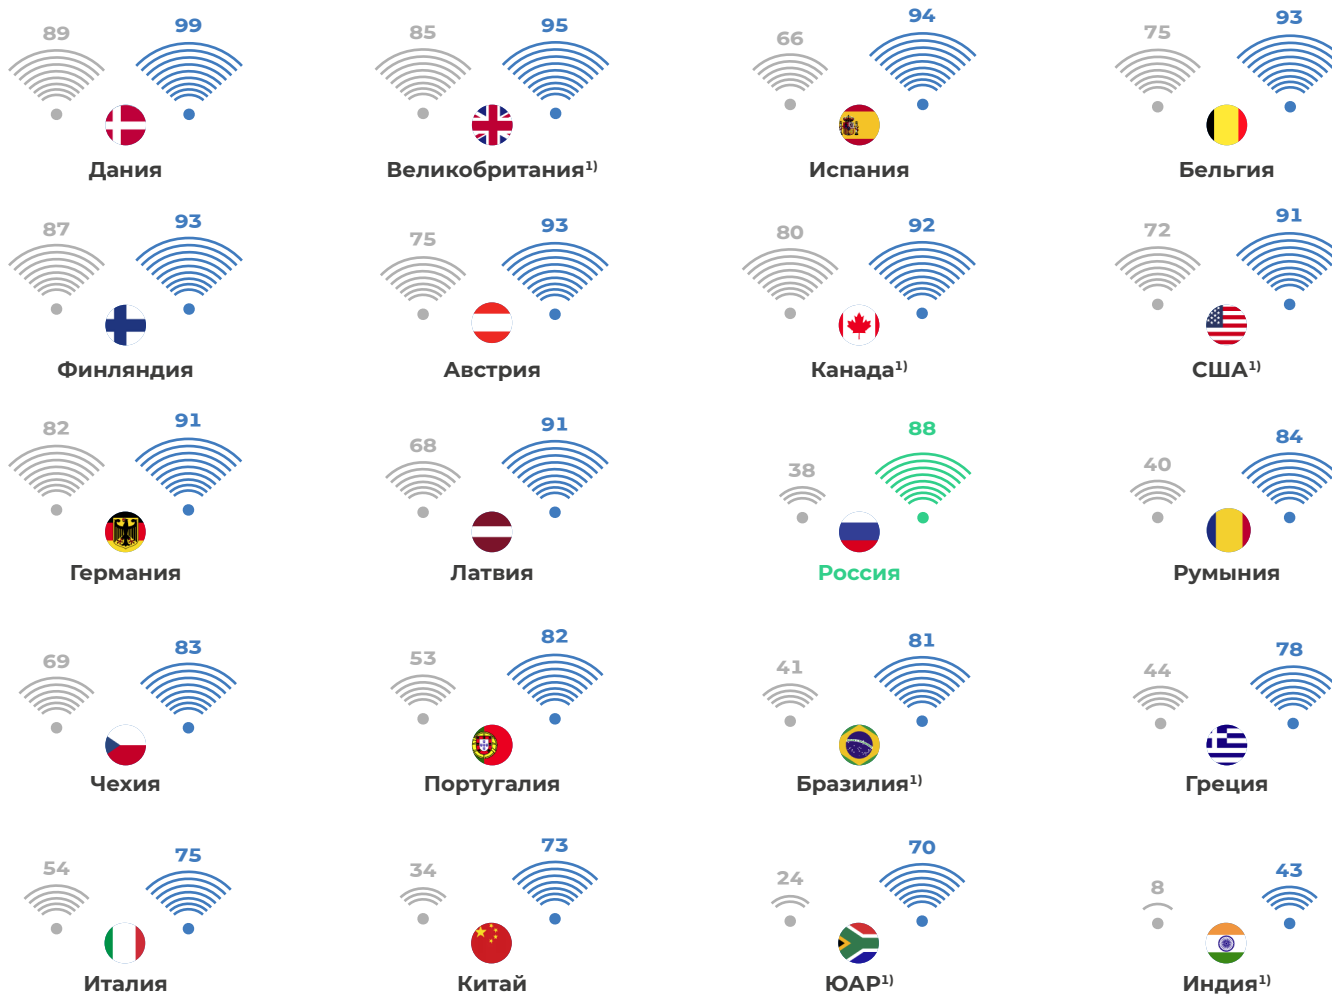 89 99 85 95 66 94 75 93
Дания Великобритания¹⁾ Испания Бельгия
87 93 75 93 80 92 72 91
Финляндия Австрия Канада¹⁾ США¹⁾
82 91 68 91 38 88 40 84
Германия Латвия Россия Румыния
69 83 53 82 41 81 44 78
Чехия Португалия Бразилия¹⁾ Греция
54 75 34 73 24 70 8 43
Италия Китай ЮАР¹⁾ Индия¹⁾